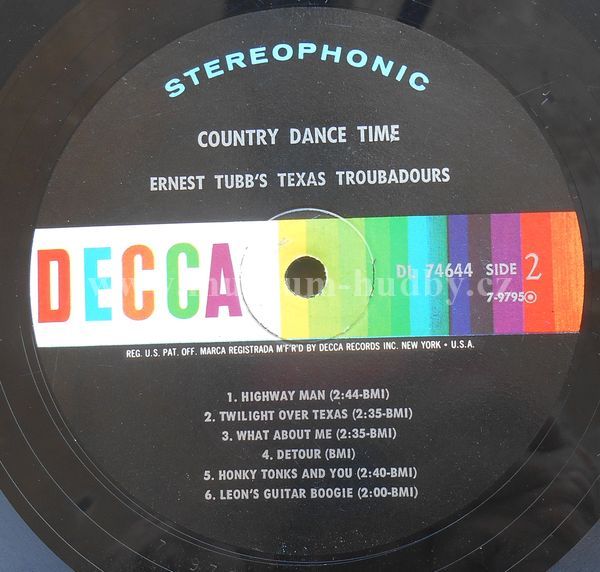 STEREOPHONIC
COUNTRY DANCE TIME
ERNEST TUBB'S TEXAS TROUBADOURS
DECCA
DL 74644 SIDE 2
7-9795
www.muzeum-hudby.cz
REG. U.S. PAT. OFF. MARCA REGISTRADA M'F'R'D BY DECCA RECORDS INC. NEW YORK • U.S.A.
1. HIGHWAY MAN (2:44-BMI)
2. TWILIGHT OVER TEXAS (2:35-BMI)
3. WHAT ABOUT ME (2:35-BMI)
4. DETOUR (BMI)
5. HONKY TONKS AND YOU (2:40-BMI)
6. LEON'S GUITAR BOOGIE (2:00-BMI)